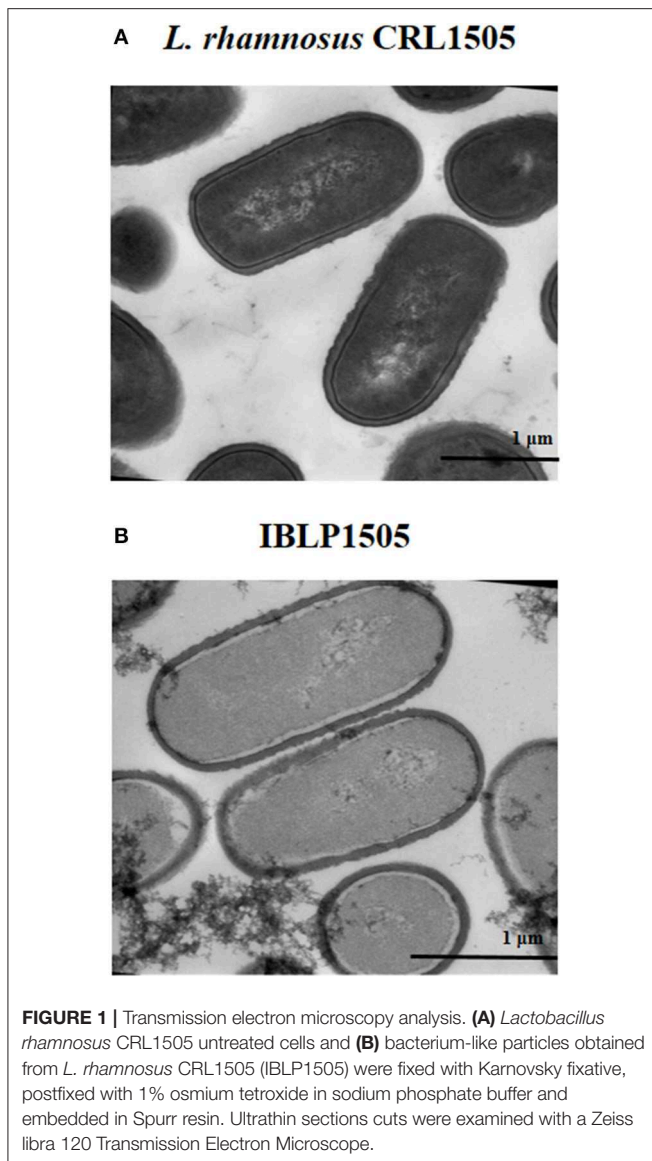 A L. rhamnosus CRL1505
1 µm
B IBLP1505
1 µm
FIGURE 1 | Transmission electron microscopy analysis. (A) Lactobacillus
rhamnosus CRL1505 untreated cells and (B) bacterium-like particles obtained
from L. rhamnosus CRL1505 (IBLP1505) were fixed with Karnovsky fixative,
postfixed with 1% osmium tetroxide in sodium phosphate buffer and
embedded in Spurr resin. Ultrathin sections cuts were examined with a Zeiss
libra 120 Transmission Electron Microscope.